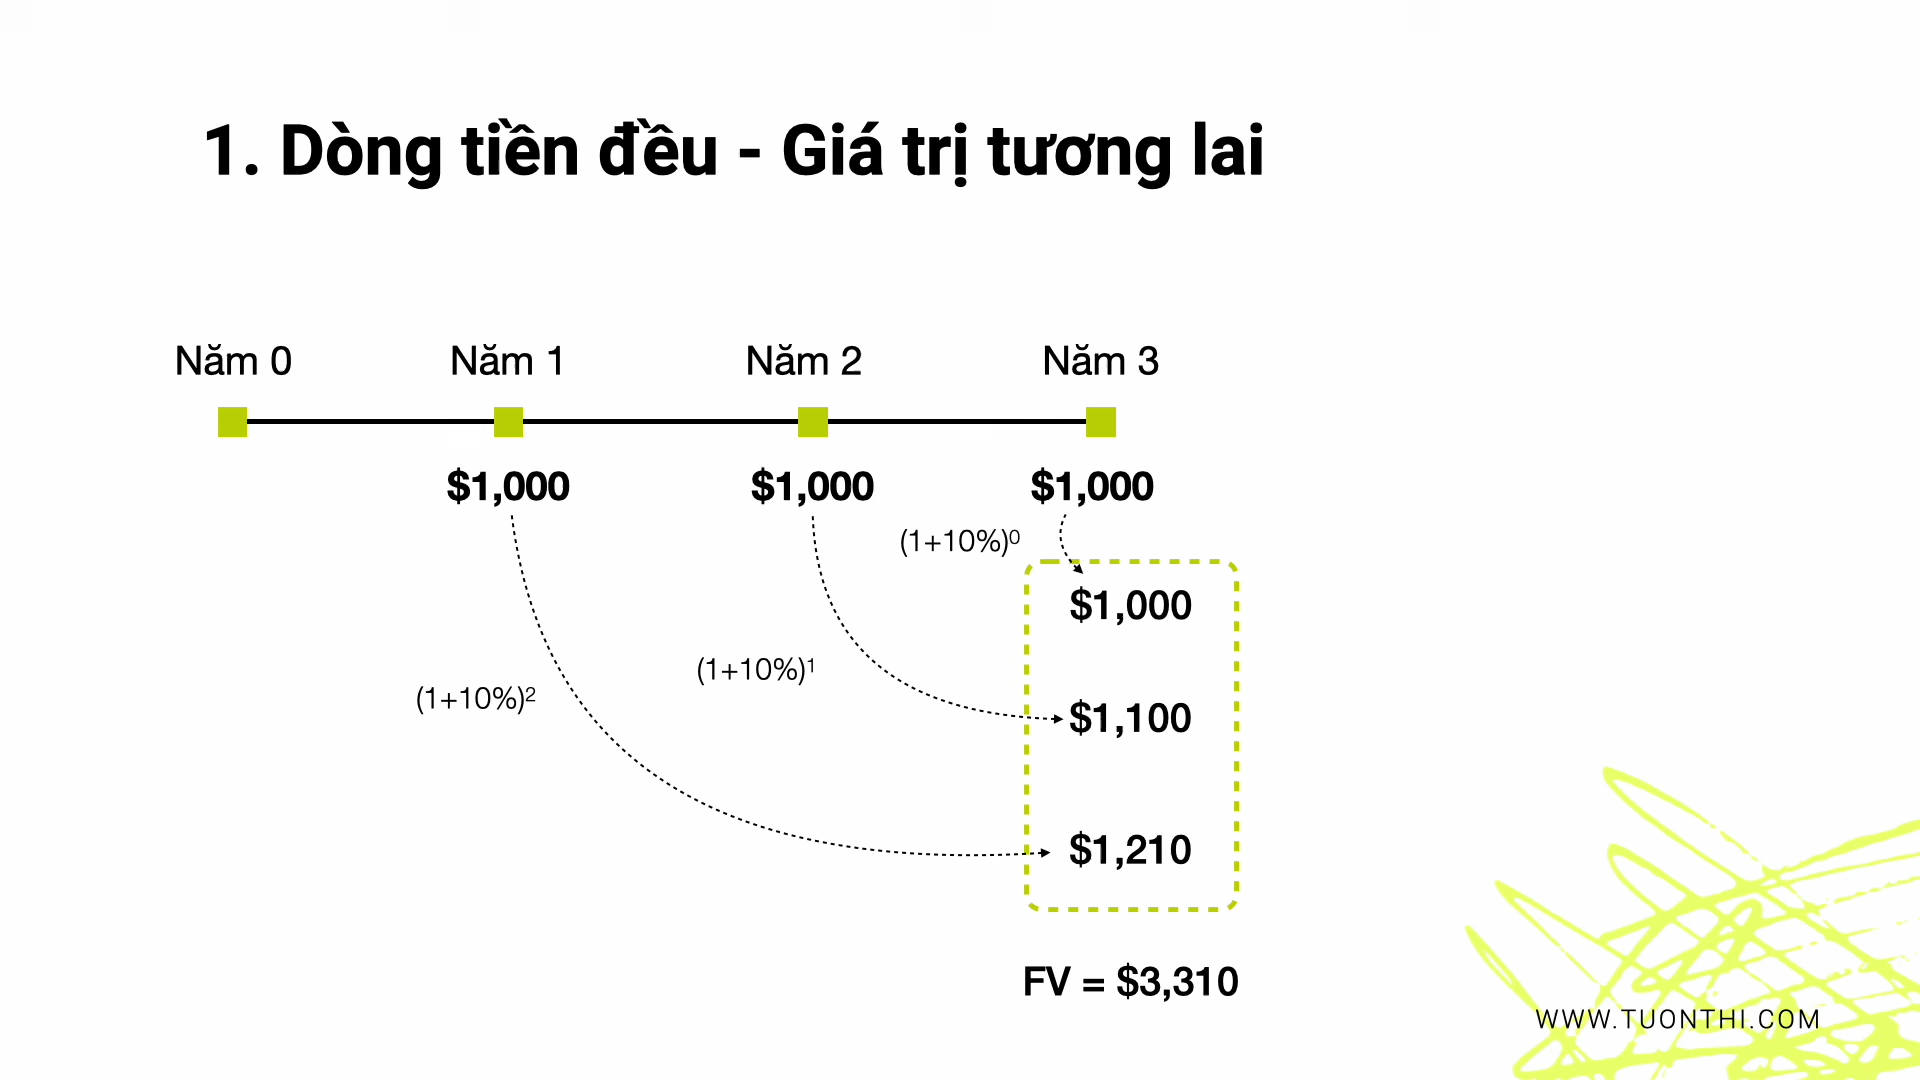 1. Dòng tiền đều - Giá trị tương lai
Năm 0 Năm 1 Năm 2 Năm 3
$1,000 $1,000 $1,000
(1+10%)⁰
$1,000
(1+10%)¹
(1+10%)²
$1,100
$1,210
FV = $3,310
WWW.TUONTHI.COM